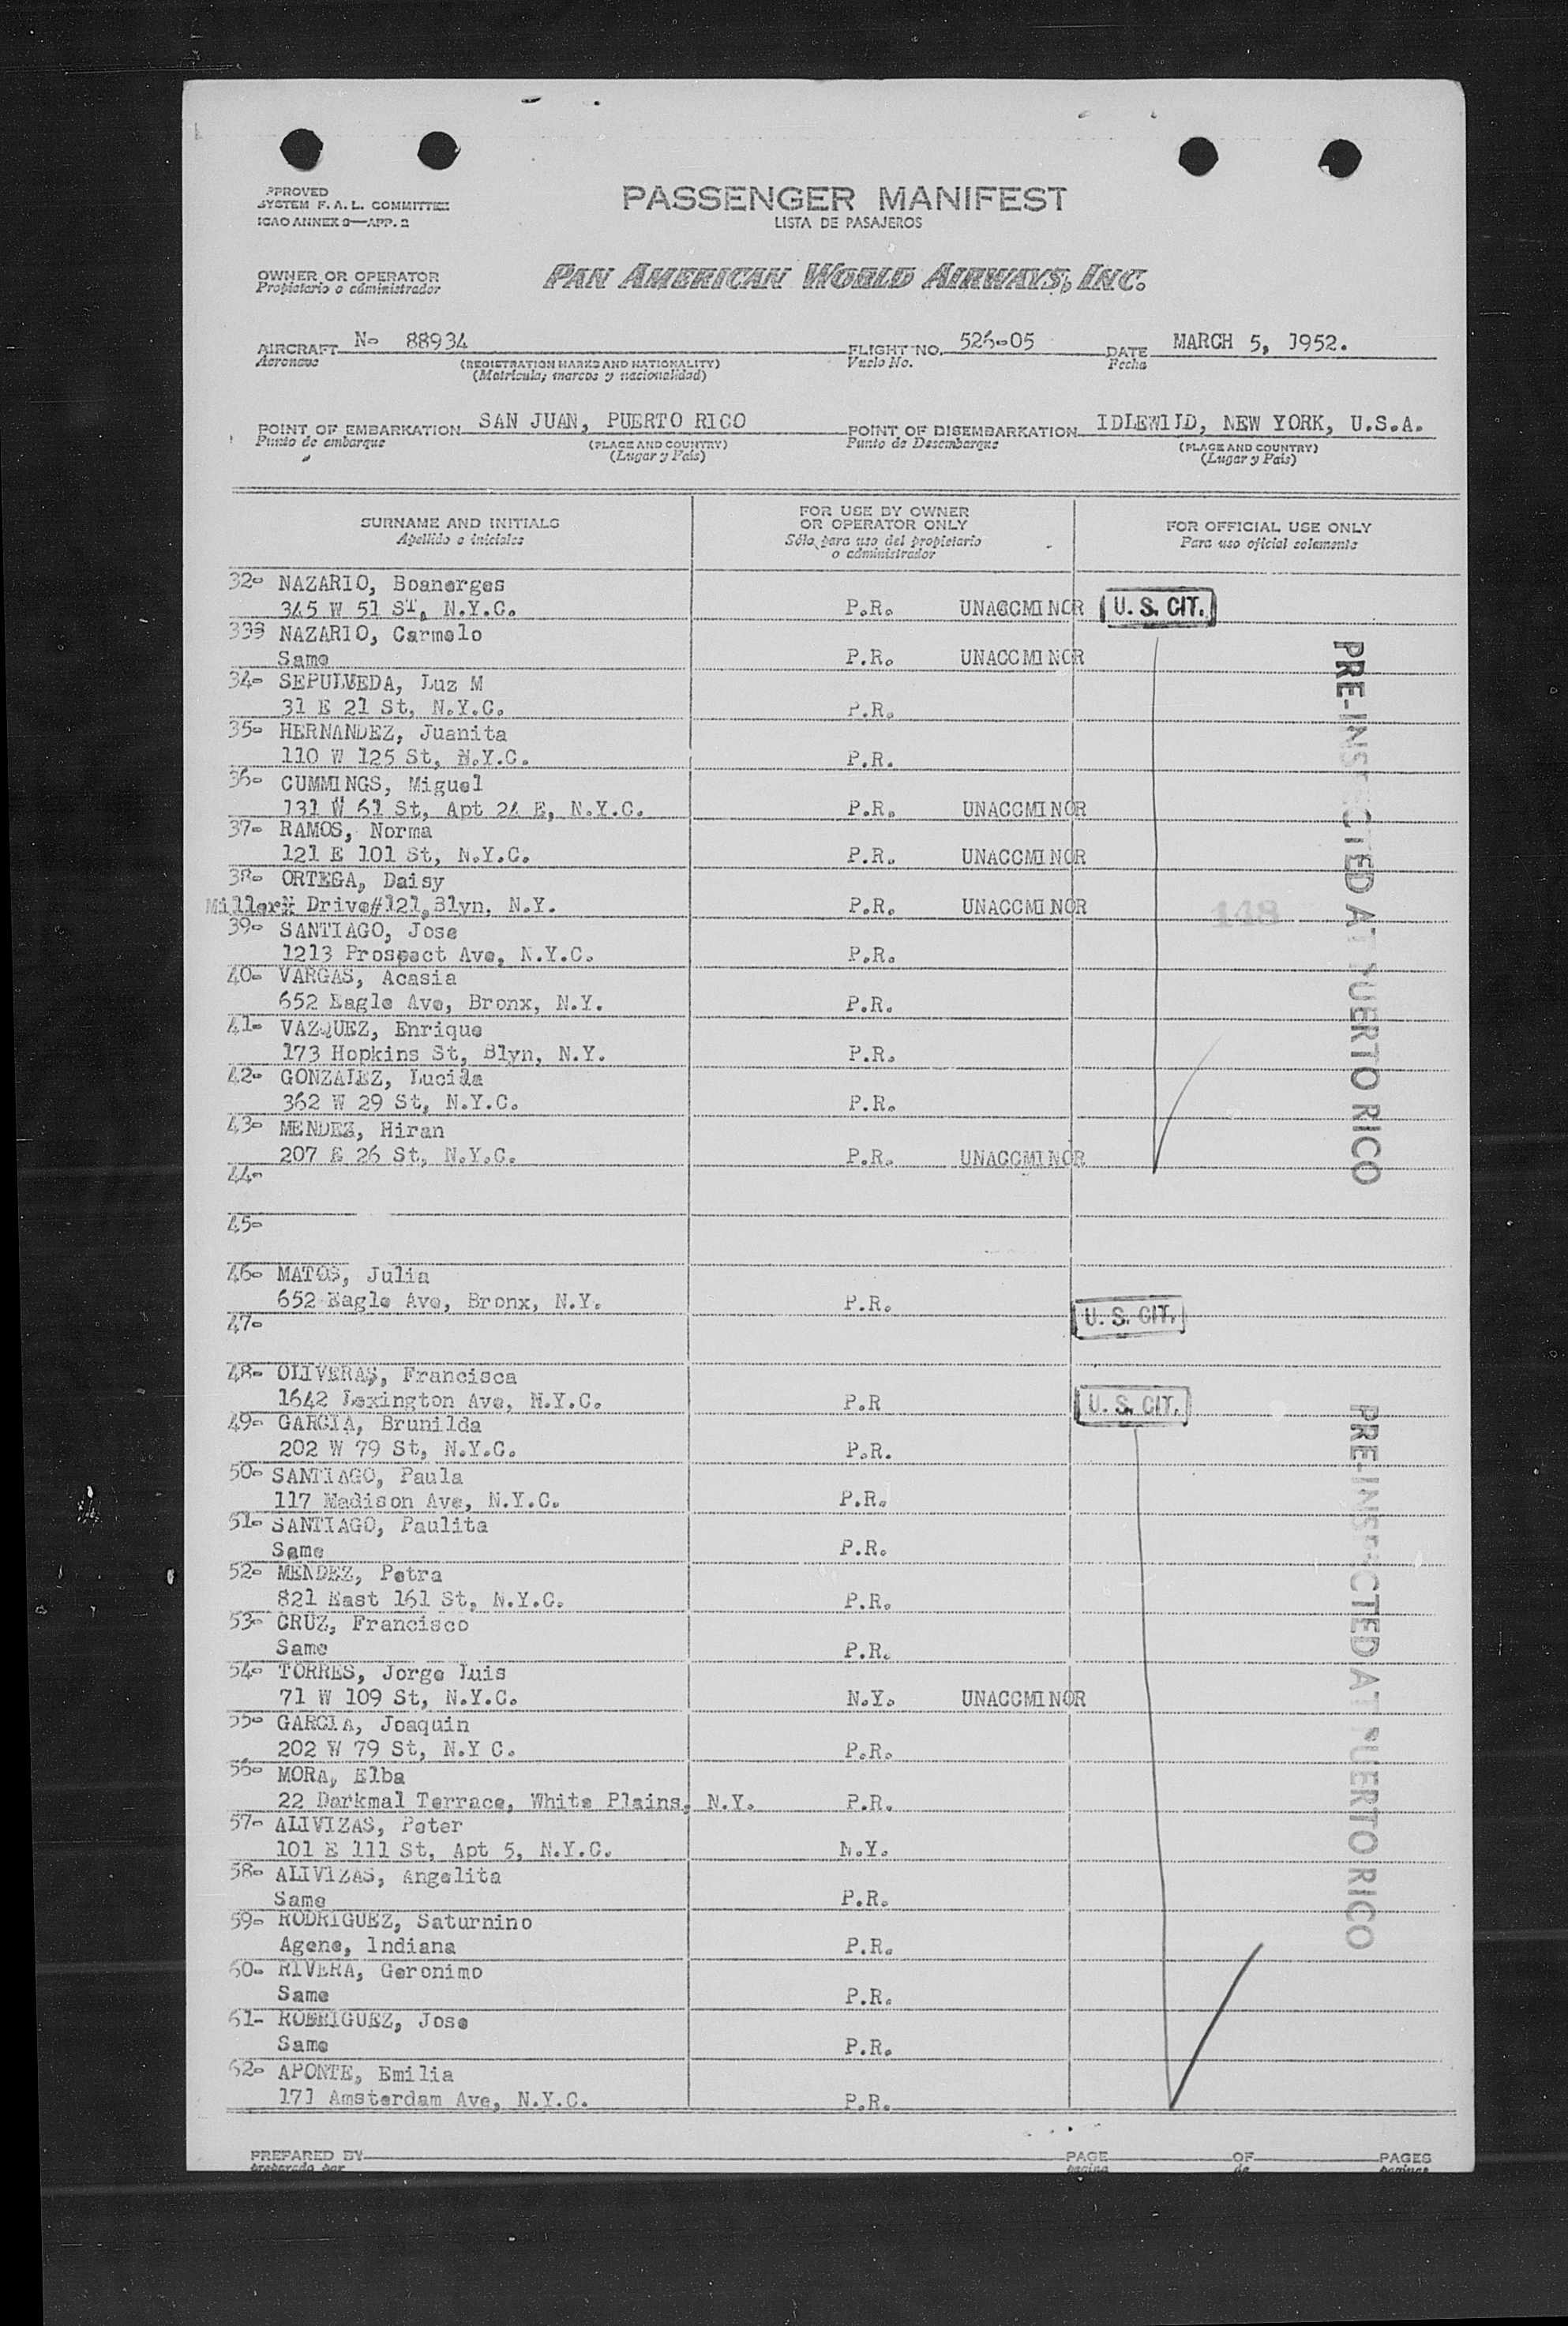 APPROVED
SYSTEM F. A. L. COMMITTEE
ICAO ANNEX 9—APP. 2
PASSENGER MANIFEST
LISTA DE PASAJEROS
OWNER OR OPERATOR
Propietario o administrador
PAN AMERICAN WORLD AIRWAYS, INC.
AIRCRAFT N- 88934 FLIGHT NO. 526-05 DATE MARCH 5, 1952.
Aeronave (REGISTRATION MARKS AND NATIONALITY) Vuelo No. Fecha
(Matricula; marcas y nacionalidad)
POINT OF EMBARKATION SAN JUAN, PUERTO RICO POINT OF DISEMBARKATION IDLEWILD, NEW YORK, U.S.A.
Punto de embarque (PLACE AND COUNTRY) Punto de Desembarque (PLACE AND COUNTRY)
(Lugar y País) (Lugar y País)
SURNAME AND INITIALS FOR USE BY OWNER OR OPERATOR ONLY FOR OFFICIAL USE ONLY
Apellido e iniciales Sólo para uso del propietario o administrador Para uso oficial solamente
32- NAZARIO, Boanerges
345 W 51 ST, N.Y.C. P.R. UNACCMINOR U. S. CIT.
33- NAZARIO, Carmelo
Same P.R. UNACCMINOR
34- SEPULVEDA, Luz M
31 E 21 St, N.Y.C. P.R.
35- HERNANDEZ, Juanita
110 W 125 St, N.Y.C. P.R.
36- CUMMINGS, Miguel
131 W 61 St, Apt 24 E, N.Y.C. P.R. UNACCMINOR
37- RAMOS, Norma
121 E 101 St, N.Y.C. P.R. UNACCMINOR
38- ORTEGA, Daisy
Miller Drive#121,Blyn. N.Y. P.R. UNACCMINOR
148
39- SANTIAGO, Jose
1213 Prospect Ave, N.Y.C. P.R.
40- VARGAS, Acasia
652 Eagle Ave, Bronx, N.Y. P.R.
41- VAZQUEZ, Enrique
173 Hopkins St, Blyn, N.Y. P.R.
42- GONZALEZ, Lucila
362 W 29 St, N.Y.C. P.R.
43- MENDEZ, Hiran
207 E 26 St, N.Y.C. P.R. UNACCMINOR
PRE-INSPECTED AT PUERTO RICO
44-
45-
46- MATOS, Julia
652 Eagle Ave, Bronx, N.Y. P.R. U. S. CIT.
47-
48- OLIVERAS, Francisca
1642 Lexington Ave, N.Y.C. P.R U. S. CIT.
49- GARCIA, Brunilda
202 W 79 St, N.Y.C. P.R.
50- SANTIAGO, Paula
117 Madison Ave, N.Y.C. P.R.
51- SANTIAGO, Paulita
Same P.R.
52- MENDEZ, Petra
821 East 161 St, N.Y.C. P.R.
53- CRUZ, Francisco
Same P.R.
54- TORRES, Jorge Luis
71 W 109 St, N.Y.C. N.Y. UNACCMINOR
55- GARCIA, Joaquin
202 W 79 St, N.Y C. P.R.
56- MORA, Elba
22 Darkmal Terrace, White Plains, N.Y. P.R.
57- ALIVIZAS, Peter
101 E 111 St, Apt 5, N.Y.C. N.Y.
58- ALIVIZAS, Angelita
Same P.R.
59- RODRIGUEZ, Saturnino
Agene, Indiana P.R.
60- RIVERA, Geronimo
Same P.R.
61- RODRIGUEZ, Jose
Same P.R.
62- APONTE, Emilia
171 Amsterdam Ave, N.Y.C. P.R.
PRE-INSPECTED AT PUERTO RICO
PREPARED BY PAGE OF PAGES
preparado por página de páginas